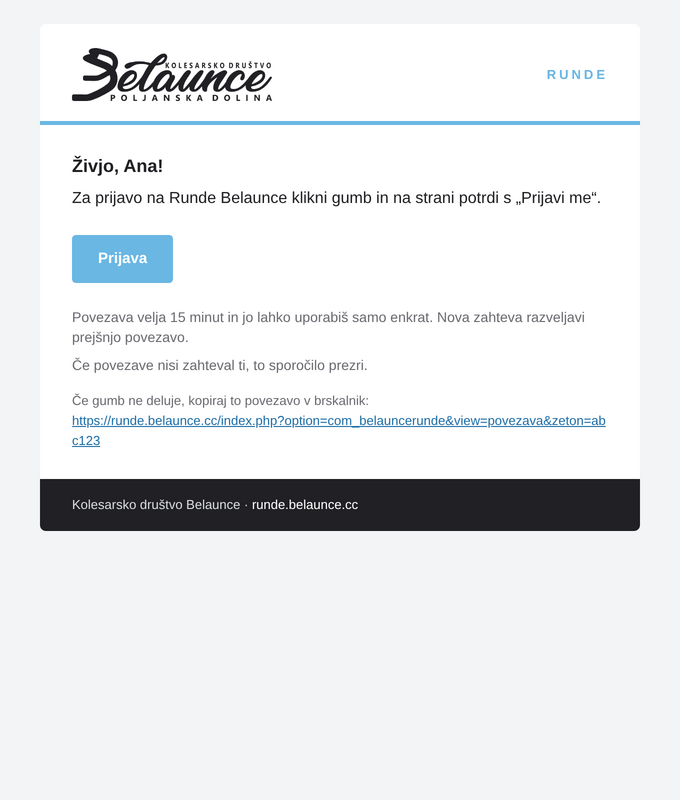 KOLESARSKO DRUŠTVO
Belaunce
POLJANSKA DOLINA
RUNDE
Živjo, Ana!
Za prijavo na Runde Belaunce klikni gumb in na strani potrdi s „Prijavi me“.
Prijava
Povezava velja 15 minut in jo lahko uporabiš samo enkrat. Nova zahteva razveljavi
prejšnjo povezavo.
Če povezave nisi zahteval ti, to sporočilo prezri.
Če gumb ne deluje, kopiraj to povezavo v brskalnik:
https://runde.belaunce.cc/index.php?option=com_belauncerunde&view=povezava&zeton=ab
c123
Kolesarsko društvo Belaunce · runde.belaunce.cc